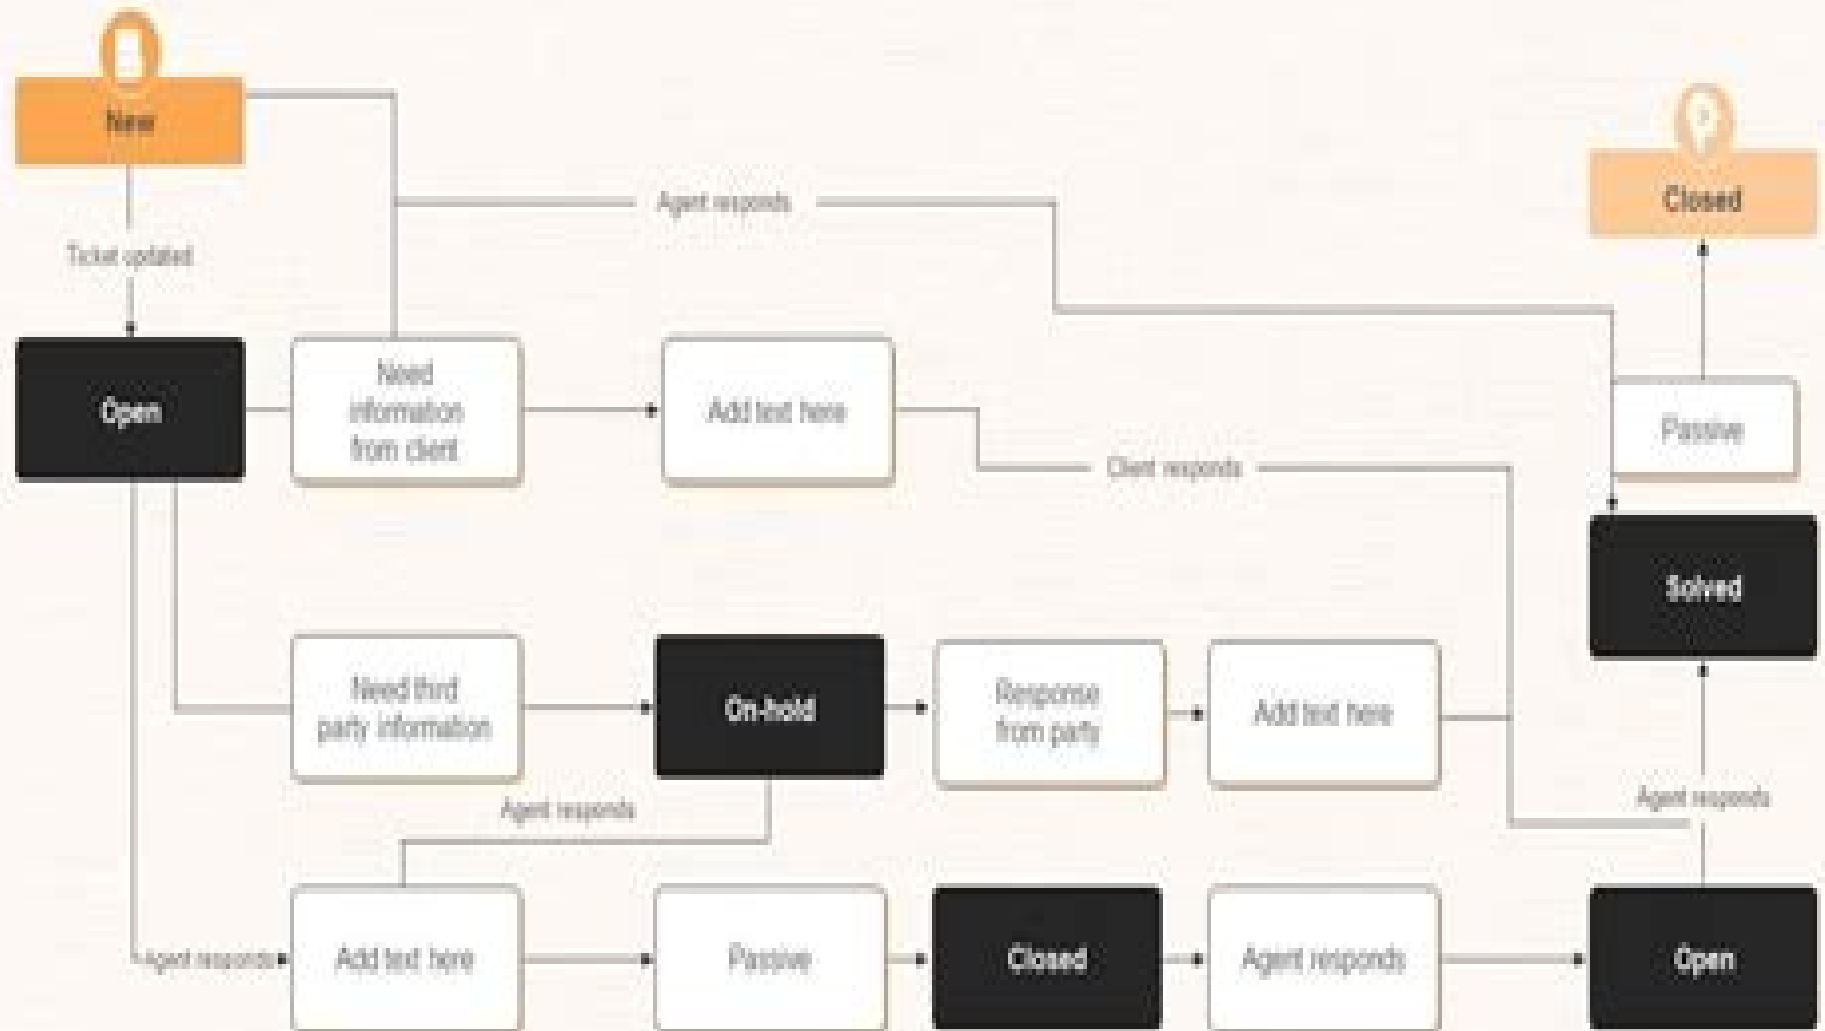 New
Closed
Agent responds
Ticket updated
Open
Need
information
from client
Add text here
Passive
Client responds
Solved
Need third
party information
On-hold
Response
from party
Add text here
Agent responds
Agent responds
Agent responds
Add text here
Passive
Closed
Agent responds
Open